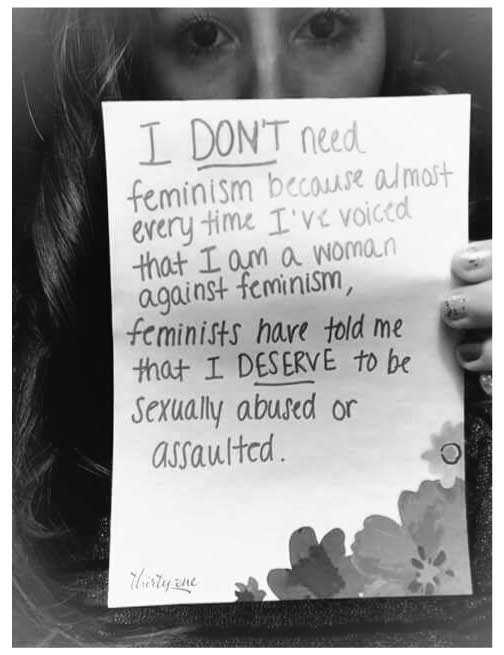 I DON'T need
feminism because almost
every time I've voiced
that I am a woman
against feminism,
feminists have told me
that I DESERVE to be
sexually abused or
assaulted.
Thirty One